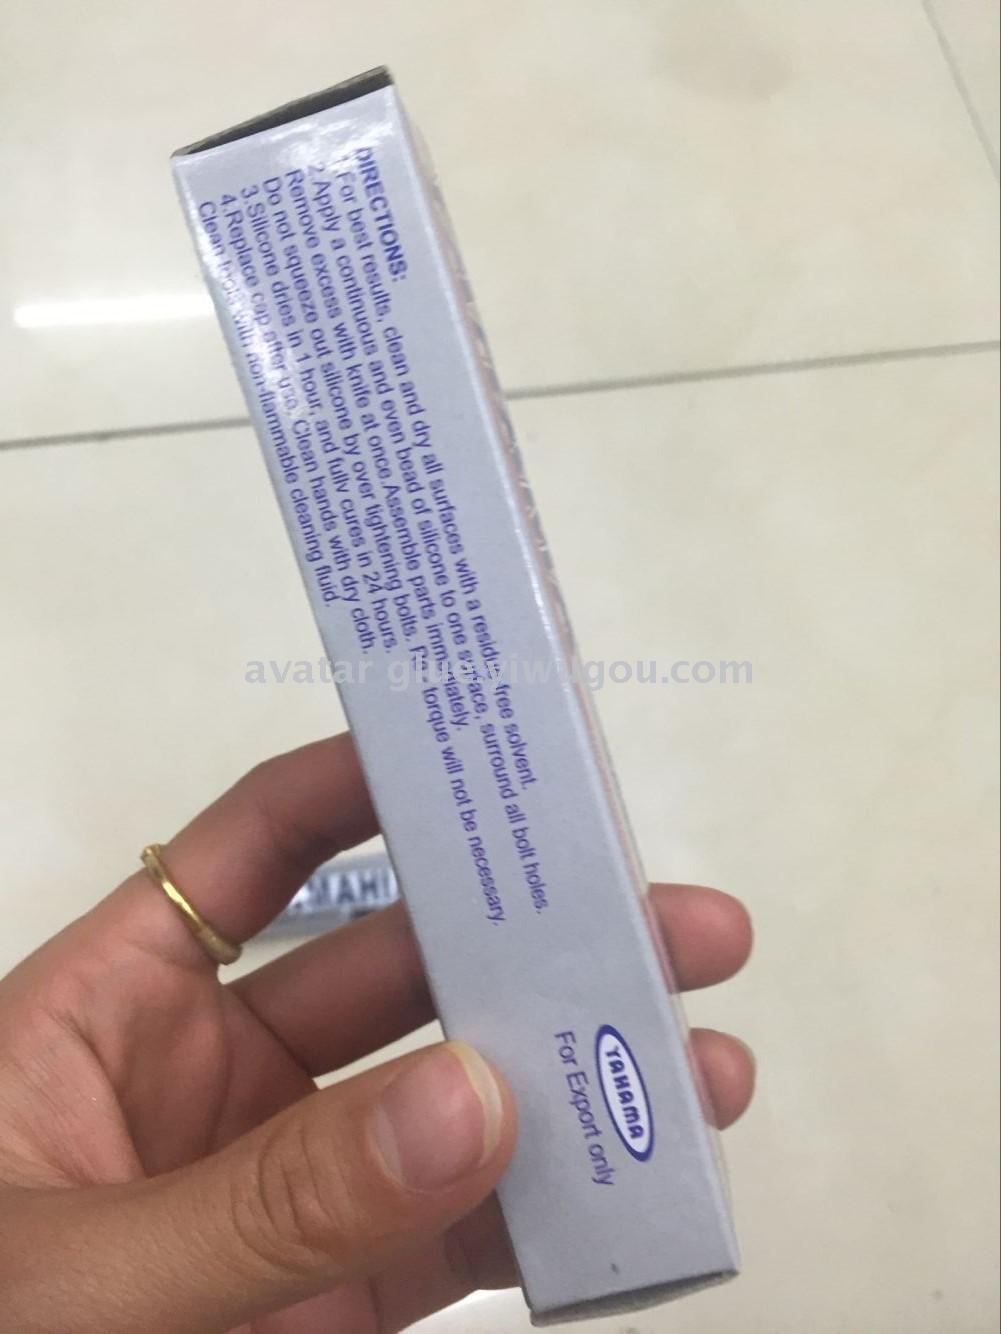 DIRECTIONS:
1.For best results, clean and dry all surfaces with a residue-free solvent.
2.Apply a continuous and even bead of silicone to one surface, surround all bolt holes.
Remove excess with knife at once.Assemble parts immediately.
Do not squeeze out silicone by over tightening bolts. torque will not be necessary.
3.Silicone dries in 1 hour, and fully cures in 24 hours.
4.Replace cap after use. Clean hands with dry cloth.
Clean tools with non-flammable cleaning fluid.
YAHAMA
For Export only
MAHI
avatar glue.yiwugou.com